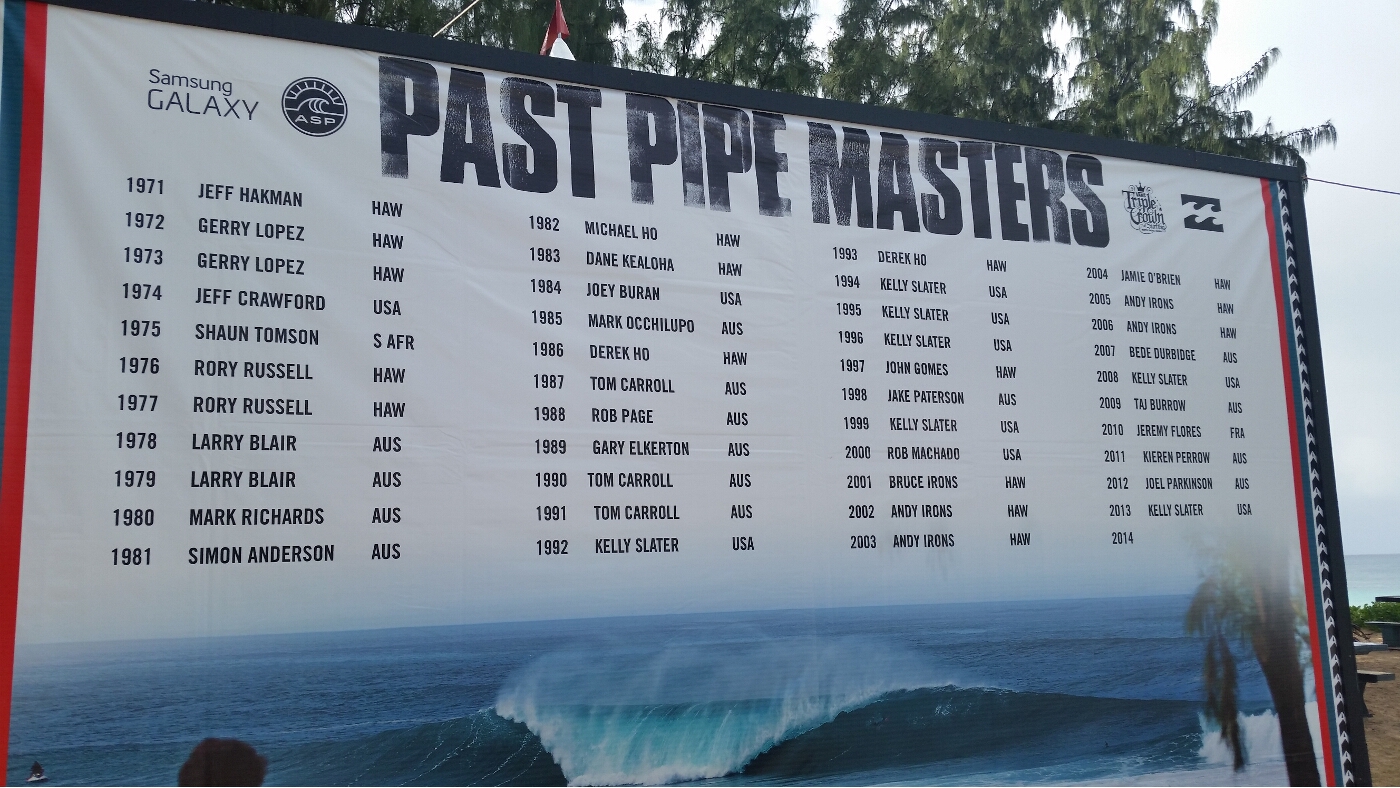 Samsung
GALAXY
ASP
PAST PIPE MASTERS
Triple
Crown
1971 JEFF HAKMAN HAW
1972 GERRY LOPEZ HAW
1973 GERRY LOPEZ HAW
1974 JEFF CRAWFORD USA
1975 SHAUN TOMSON S AFR
1976 RORY RUSSELL HAW
1977 RORY RUSSELL HAW
1978 LARRY BLAIR AUS
1979 LARRY BLAIR AUS
1980 MARK RICHARDS AUS
1981 SIMON ANDERSON AUS
1982 MICHAEL HO HAW
1983 DANE KEALOHA HAW
1984 JOEY BURAN USA
1985 MARK OCCHILUPO AUS
1986 DEREK HO HAW
1987 TOM CARROLL AUS
1988 ROB PAGE AUS
1989 GARY ELKERTON AUS
1990 TOM CARROLL AUS
1991 TOM CARROLL AUS
1992 KELLY SLATER USA
1993 DEREK HO HAW
1994 KELLY SLATER USA
1995 KELLY SLATER USA
1996 KELLY SLATER USA
1997 JOHN GOMES HAW
1998 JAKE PATERSON AUS
1999 KELLY SLATER USA
2000 ROB MACHADO USA
2001 BRUCE IRONS HAW
2002 ANDY IRONS HAW
2003 ANDY IRONS HAW
2004 JAMIE O'BRIEN HAW
2005 ANDY IRONS HAW
2006 ANDY IRONS HAW
2007 BEDE DURBIDGE AUS
2008 KELLY SLATER USA
2009 TAJ BURROW AUS
2010 JEREMY FLORES FRA
2011 KIEREN PERROW AUS
2012 JOEL PARKINSON AUS
2013 KELLY SLATER USA
2014